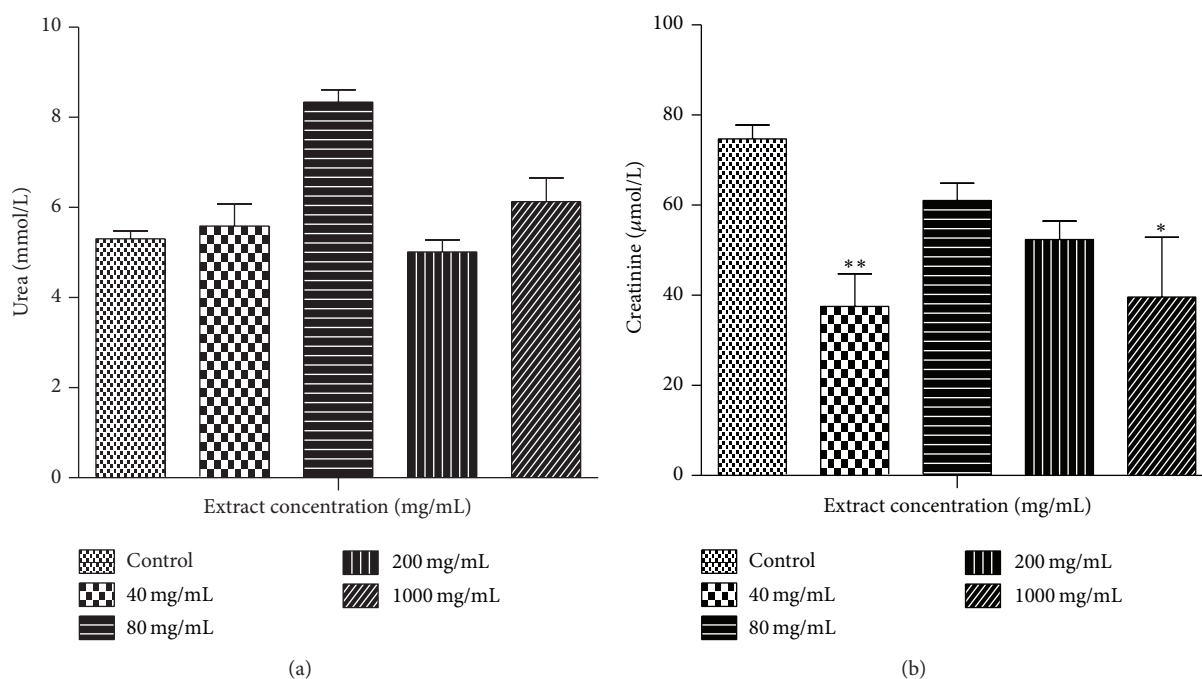 10
8
6
4
2
0
Urea (mmol/L)
Extract concentration (mg/mL)
Control
40 mg/mL
80 mg/mL
200 mg/mL
1000 mg/mL
(a)
100
80
60
40
20
0
Creatinine (μmol/L)
**
*
Extract concentration (mg/mL)
Control
40 mg/mL
80 mg/mL
200 mg/mL
1000 mg/mL
(b)